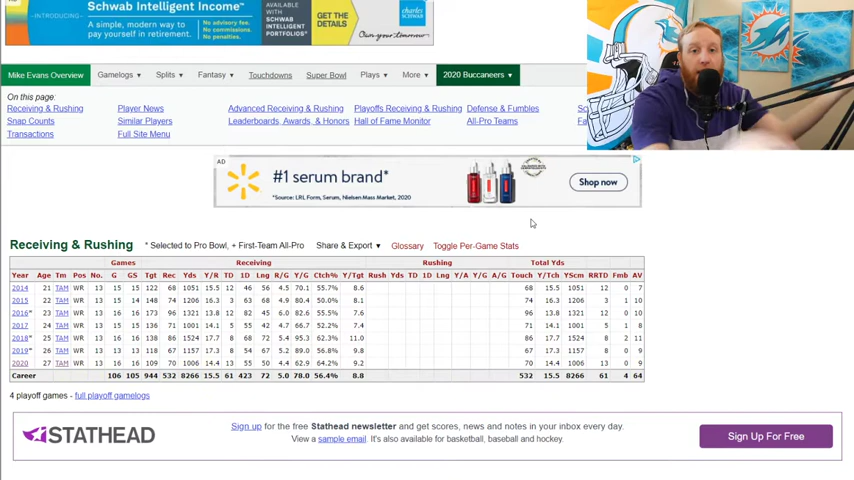 AD
INTRODUCING
Schwab Intelligent Income™
A simple, modern way to
pay yourself in retirement.
No advisory fee.
No commissions.
No penalties.
AVAILABLE
WITH
SCHWAB
INTELLIGENT
PORTFOLIOS®
GET THE
DETAILS
charles
SCHWAB
Own your tomorrow
Mike Evans Overview
Gamelogs ▼
Splits ▼
Fantasy ▼
Touchdowns
Super Bowl
Plays ▼
More ▼
2020 Buccaneers ▼
On this page:
Receiving & Rushing
Player News
Advanced Receiving & Rushing
Playoffs Receiving & Rushing
Defense & Fumbles
Snap Counts
Similar Players
Leaderboards, Awards, & Honors
Hall of Fame Monitor
All-Pro Teams
Transactions
Full Site Menu
AD
Walmart
#1 serum brand*
*Source: LRL Form, Serum, Nielsen Mass Market, 2020
Shop now
Receiving & Rushing * Selected to Pro Bowl, + First-Team All-Pro Share & Export ▼ Glossary Toggle Per-Game Stats
Games Receiving Rushing Total Yds
Year Age Tm Pos No. G GS Tgt Rec Yds Y/R TD 1D Lng R/G Y/G Ctch% Y/Tgt Rush Yds TD 1D Lng Y/A Y/G A/G Touch Y/Tch YScm RRTD Fmb AV
2014 21 TAM WR 13 15 15 122 68 1051 15.5 12 46 56 4.5 70.1 55.7% 8.6 68 15.5 1051 12 0 7
2015 22 TAM WR 13 15 14 148 74 1206 16.3 3 63 68 4.9 80.4 50.0% 8.1 74 16.3 1206 3 1 10
2016* 23 TAM WR 13 16 16 173 96 1321 13.8 12 82 45 6.0 82.6 55.5% 7.6 96 13.8 1321 12 0 10
2017 24 TAM WR 13 15 15 136 71 1001 14.1 5 55 42 4.7 66.7 52.2% 7.4 71 14.1 1001 5 1 8
2018* 25 TAM WR 13 16 16 138 86 1524 17.7 8 68 72 5.4 95.3 62.3% 11.0 86 17.7 1524 8 2 11
2019* 26 TAM WR 13 13 13 118 67 1157 17.3 8 54 67 5.2 89.0 56.8% 9.8 67 17.3 1157 8 0 9
2020 27 TAM WR 13 16 16 109 70 1006 14.4 13 55 50 4.4 62.9 64.2% 9.2 70 14.4 1006 13 0 9
Career 106 105 944 532 8266 15.5 61 423 72 5.0 78.0 56.4% 8.8 532 15.5 8266 61 4 64
4 playoff games - full playoff gamelogs
STATHEAD
Sign up for the free Stathead newsletter and get scores, news and notes in your inbox every day.
View a sample email. It's also available for basketball, baseball and hockey.
Sign Up For Free